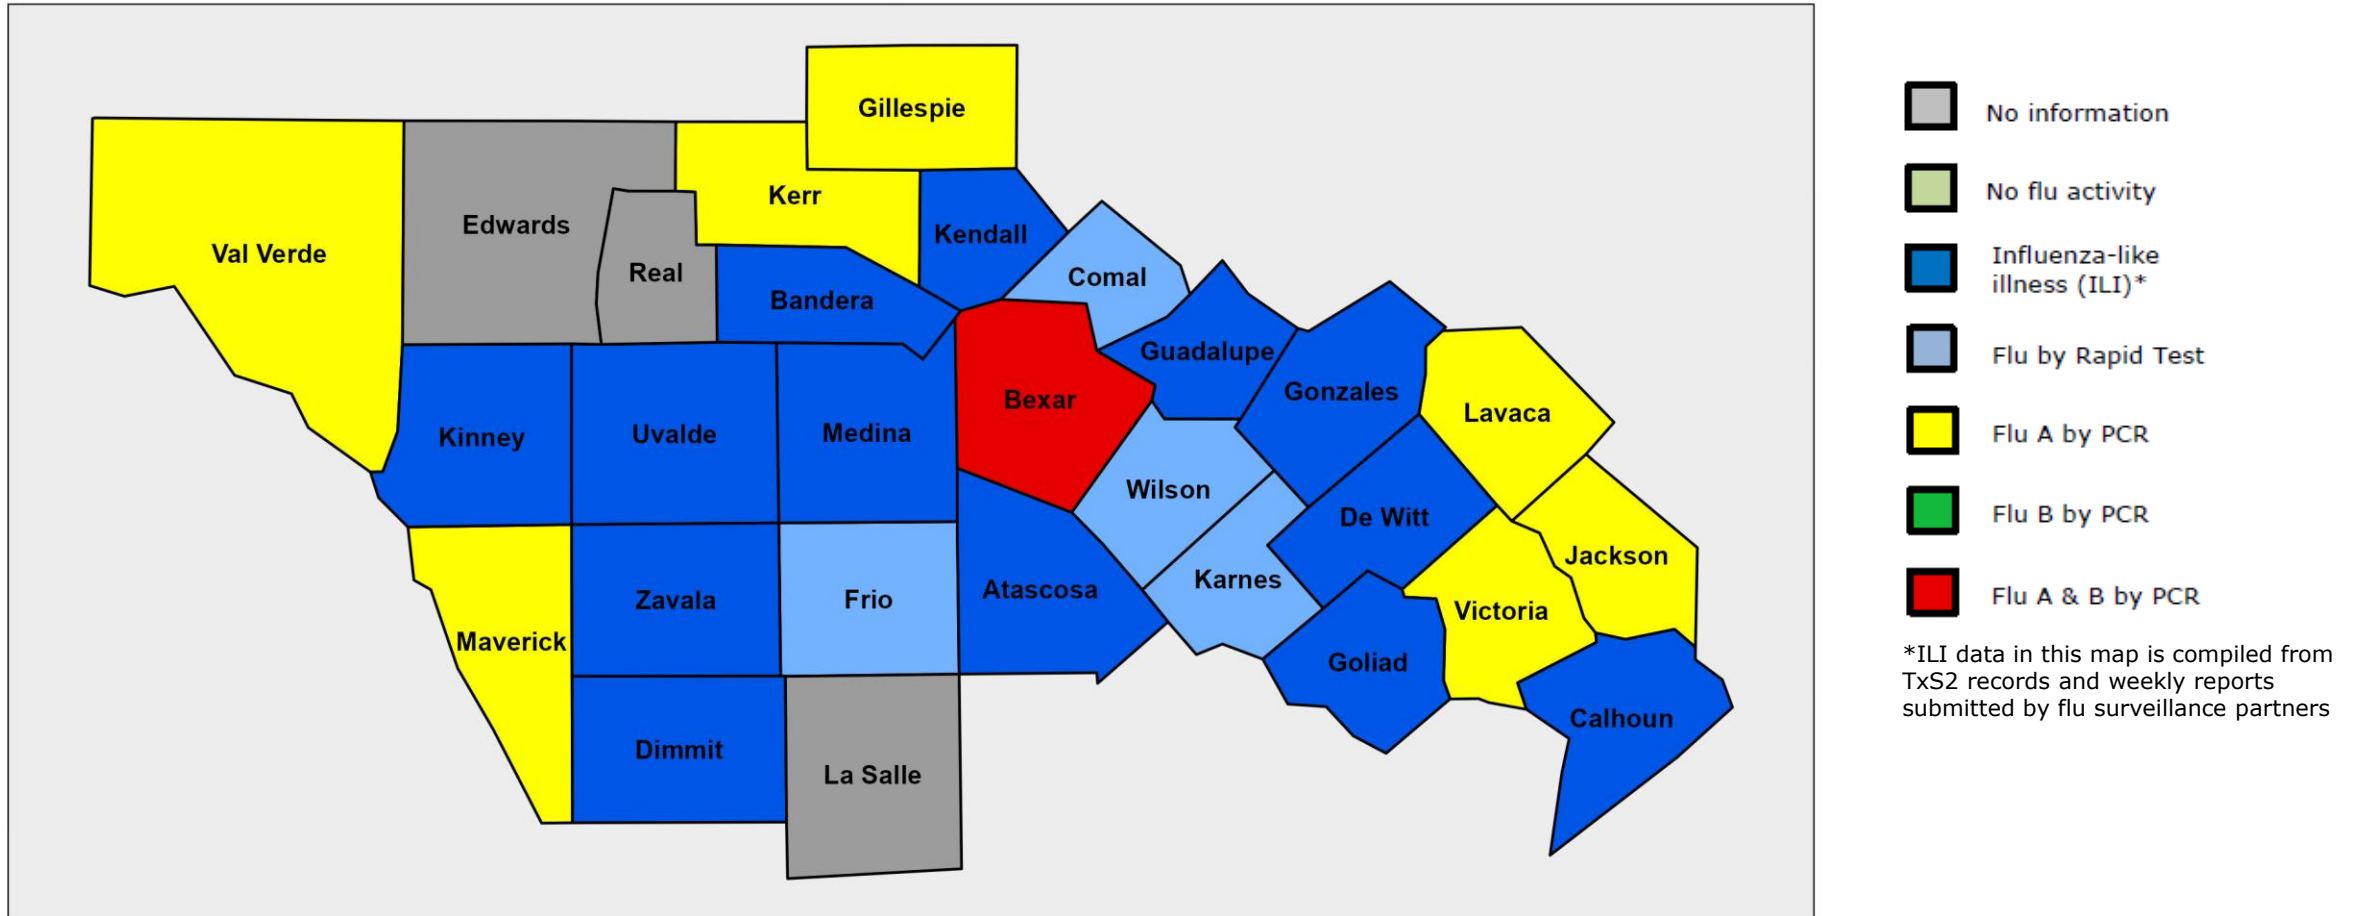 Gillespie
Kerr
Edwards
Kendall
Val Verde
Real
Comal
Bandera
Guadalupe
Gonzales
Bexar
Lavaca
Kinney
Uvalde
Medina
Wilson
De Witt
Jackson
Karnes
Atascosa
Zavala
Frio
Victoria
Maverick
Goliad
Calhoun
Dimmit
La Salle
No information
No flu activity
Influenza-like
illness (ILI)*
Flu by Rapid Test
Flu A by PCR
Flu B by PCR
Flu A & B by PCR
*ILI data in this map is compiled from
TxS2 records and weekly reports
submitted by flu surveillance partners